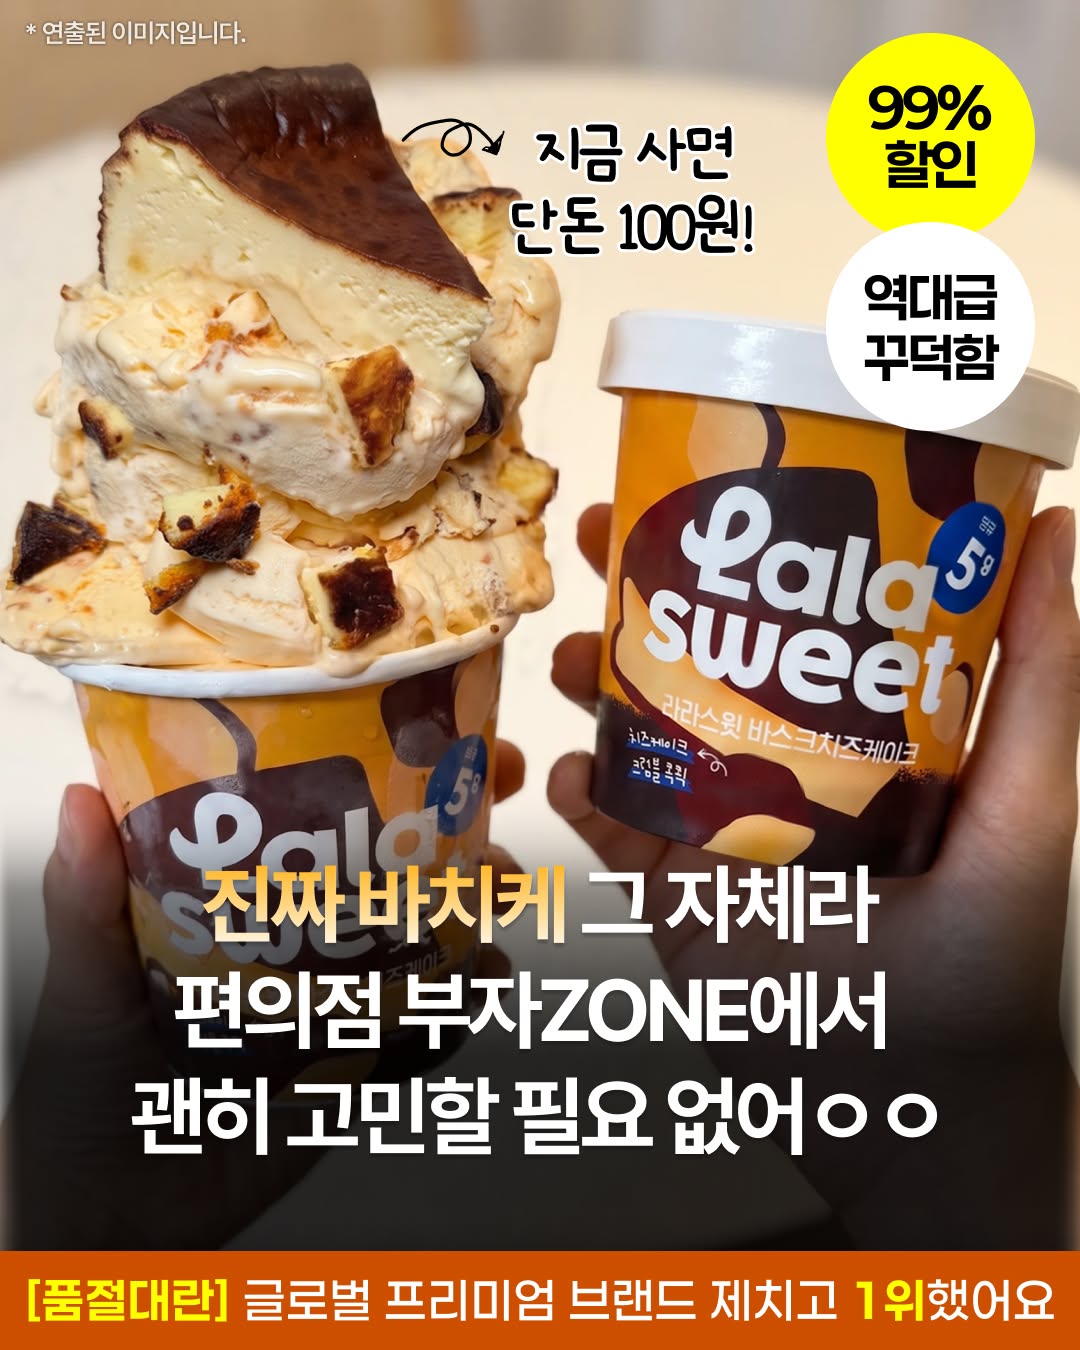 * 연출된 이미지입니다.
99%
할인
지금 사면
단돈 100원!
역대급
꾸덕함
Lala
sweet
당류
5g
라라스윗 바스크치즈케이크
치즈케이크
크럼블 콕콕
Lala
sweet
5g
진짜 바치케 그 자체라
편의점 부자ZONE에서
괜히 고민할 필요 없어ㅇㅇ
[품절대란] 글로벌 프리미엄 브랜드 제치고 1위했어요